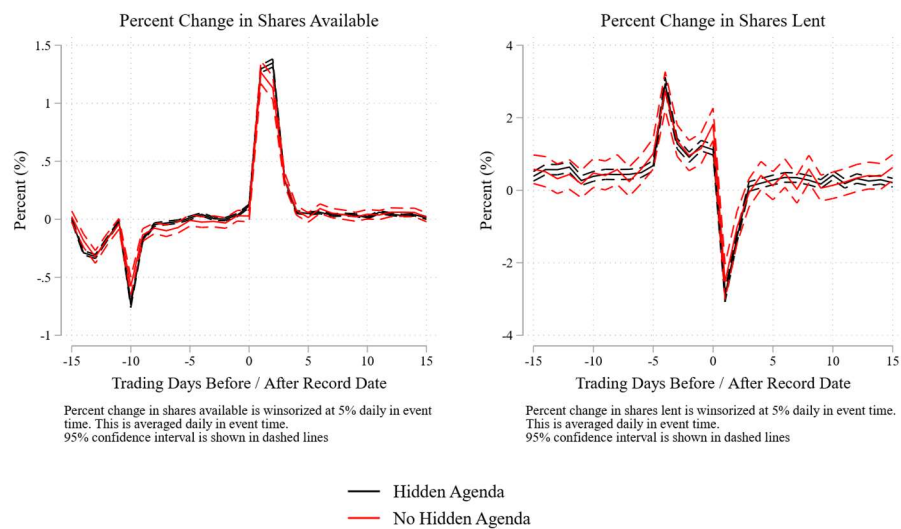 Percent Change in Shares Available
Percent (%)
1.5
1
.5
0
-.5
-1
-15
-10
-5
0
5
10
15
Trading Days Before / After Record Date
Percent change in shares available is winsorized at 5% daily in event
time. This is averaged daily in event time.
95% confidence interval is shown in dashed lines
Percent Change in Shares Lent
Percent (%)
4
2
0
-2
-4
-15
-10
-5
0
5
10
15
Trading Days Before / After Record Date
Percent change in shares lent is winsorized at 5% daily in event time.
This is averaged daily in event time.
95% confidence interval is shown in dashed lines
Hidden Agenda
No Hidden Agenda